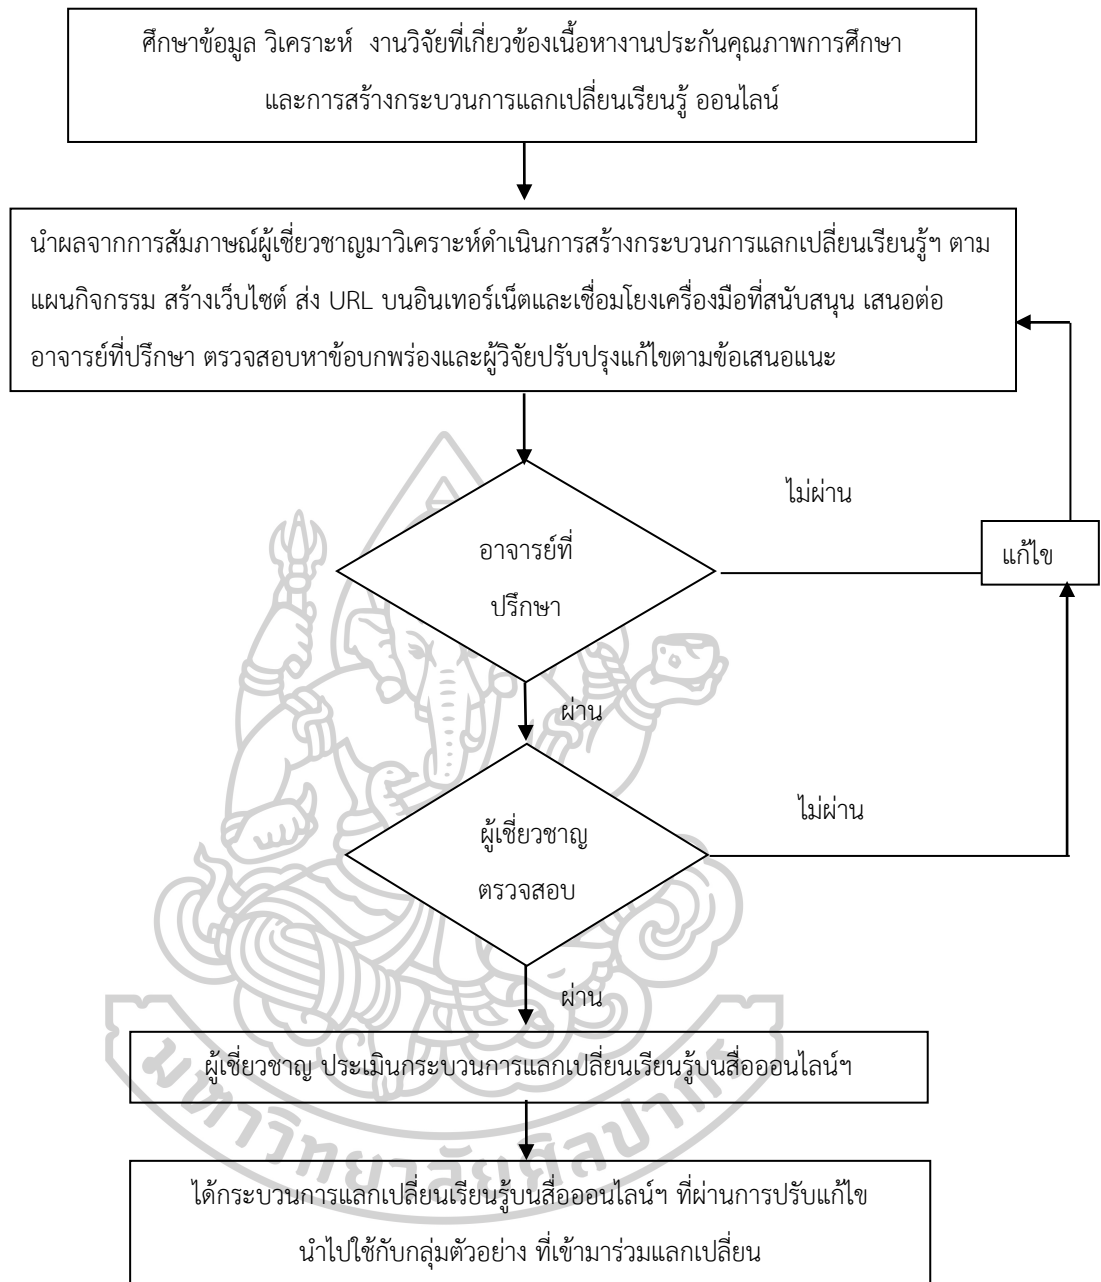 ศึกษาข้อมูล วิเคราะห์ งานวิจัยที่เกี่ยวข้องเนื้อหางานประกันคุณภาพการศึกษา
และการสร้างกระบวนการแลกเปลี่ยนเรียนรู้ ออนไลน์
นำผลจากการสัมภาษณ์ผู้เชี่ยวชาญมาวิเคราะห์ดำเนินการสร้างกระบวนการแลกเปลี่ยนเรียนรู้ฯ ตาม
แผนกิจกรรม สร้างเว็บไซต์ ส่ง URL บนอินเทอร์เน็ตและเชื่อมโยงเครื่องมือที่สนับสนุน เสนอต่อ
อาจารย์ที่ปรึกษา ตรวจสอบหาข้อบกพร่องและผู้วิจัยปรับปรุงแก้ไขตามข้อเสนอแนะ
ไม่ผ่าน
อาจารย์ที่
ปรึกษา
แก้ไข
ผ่าน
ไม่ผ่าน
ผู้เชี่ยวชาญ
ตรวจสอบ
ผ่าน
ผู้เชี่ยวชาญ ประเมินกระบวนการแลกเปลี่ยนเรียนรู้บนสื่อออนไลน์ฯ
มหาวิทยาลัยศิลปากร
ได้กระบวนการแลกเปลี่ยนเรียนรู้บนสื่อออนไลน์ฯ ที่ผ่านการปรับแก้ไข
นำไปใช้กับกลุ่มตัวอย่าง ที่เข้ามาร่วมแลกเปลี่ยน